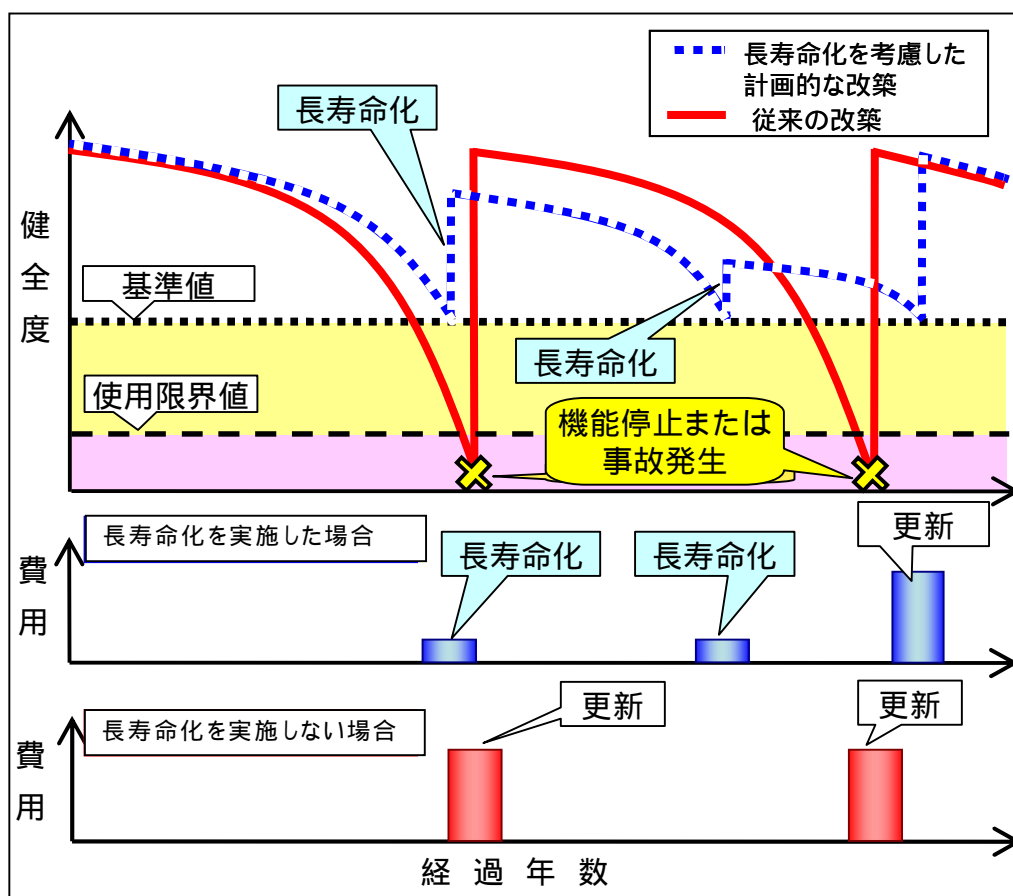 長寿命化を考慮した
計画的な改築
従来の改築
長寿命化
健全度
基準値
長寿命化
使用限界値
機能停止または
事故発生
長寿命化を実施した場合
費用
長寿命化
長寿命化
更新
長寿命化を実施しない場合
費用
更新
更新
経過年数